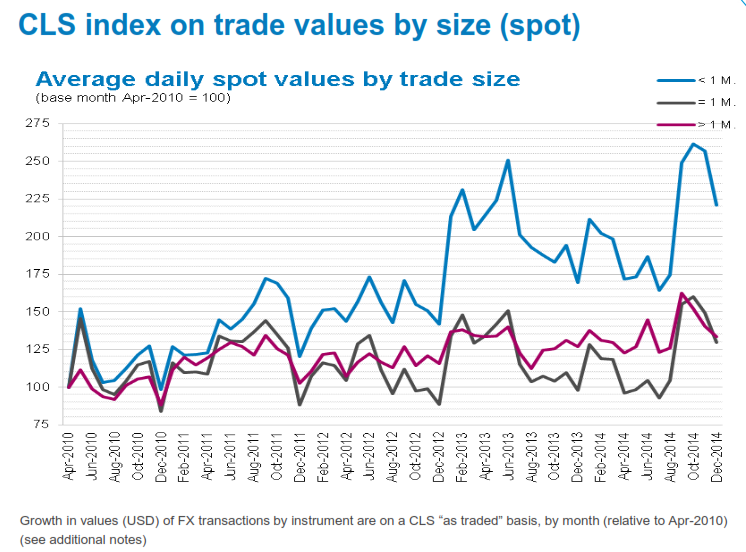 CLS index on trade values by size (spot)
Average daily spot values by trade size
(base month Apr-2010 = 100)
< 1 M.
= 1 M.
> 1 M.
275
250
225
200
175
150
125
100
75
Apr-2010
Jun-2010
Aug-2010
Oct-2010
Dec-2010
Feb-2011
Apr-2011
Jun-2011
Aug-2011
Oct-2011
Dec-2011
Feb-2012
Apr-2012
Jun-2012
Aug-2012
Oct-2012
Dec-2012
Feb-2013
Apr-2013
Jun-2013
Aug-2013
Oct-2013
Dec-2013
Feb-2014
Apr-2014
Jun-2014
Aug-2014
Oct-2014
Dec-2014
Growth in values (USD) of FX transactions by instrument are on a CLS “as traded” basis, by month (relative to Apr-2010)
(see additional notes)